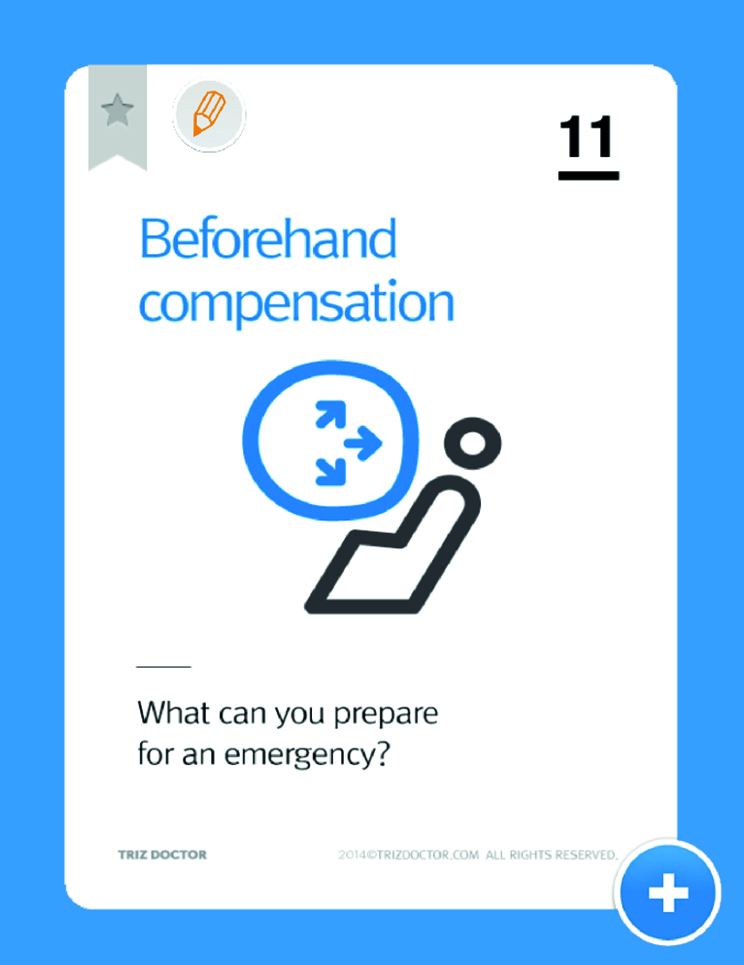 11
Beforehand
compensation
What can you prepare
for an emergency?
TRIZ DOCTOR
2014©TRIZDOCTOR.COM ALL RIGHTS RESERVED.